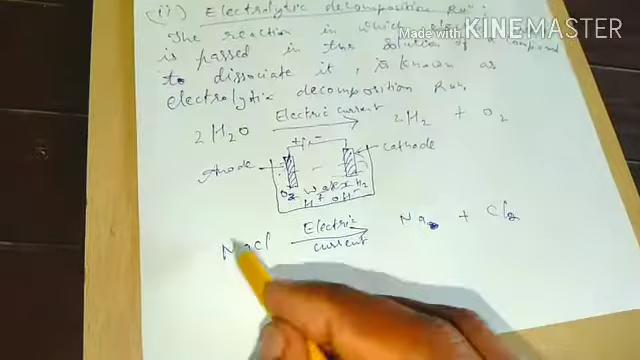 (i) Electrolytic decomposition Rxn:
The reaction in which elec
is passed in the solution of a compound
to dissociate it, is known as
electrolytic decomposition Rxn.
2H2O Electric current 2H2 + O2
+ -
Anode Cathode
O2 Water H2
H+ OH-
NaCl Electric current Na + Cl2
Made with KINEMASTER